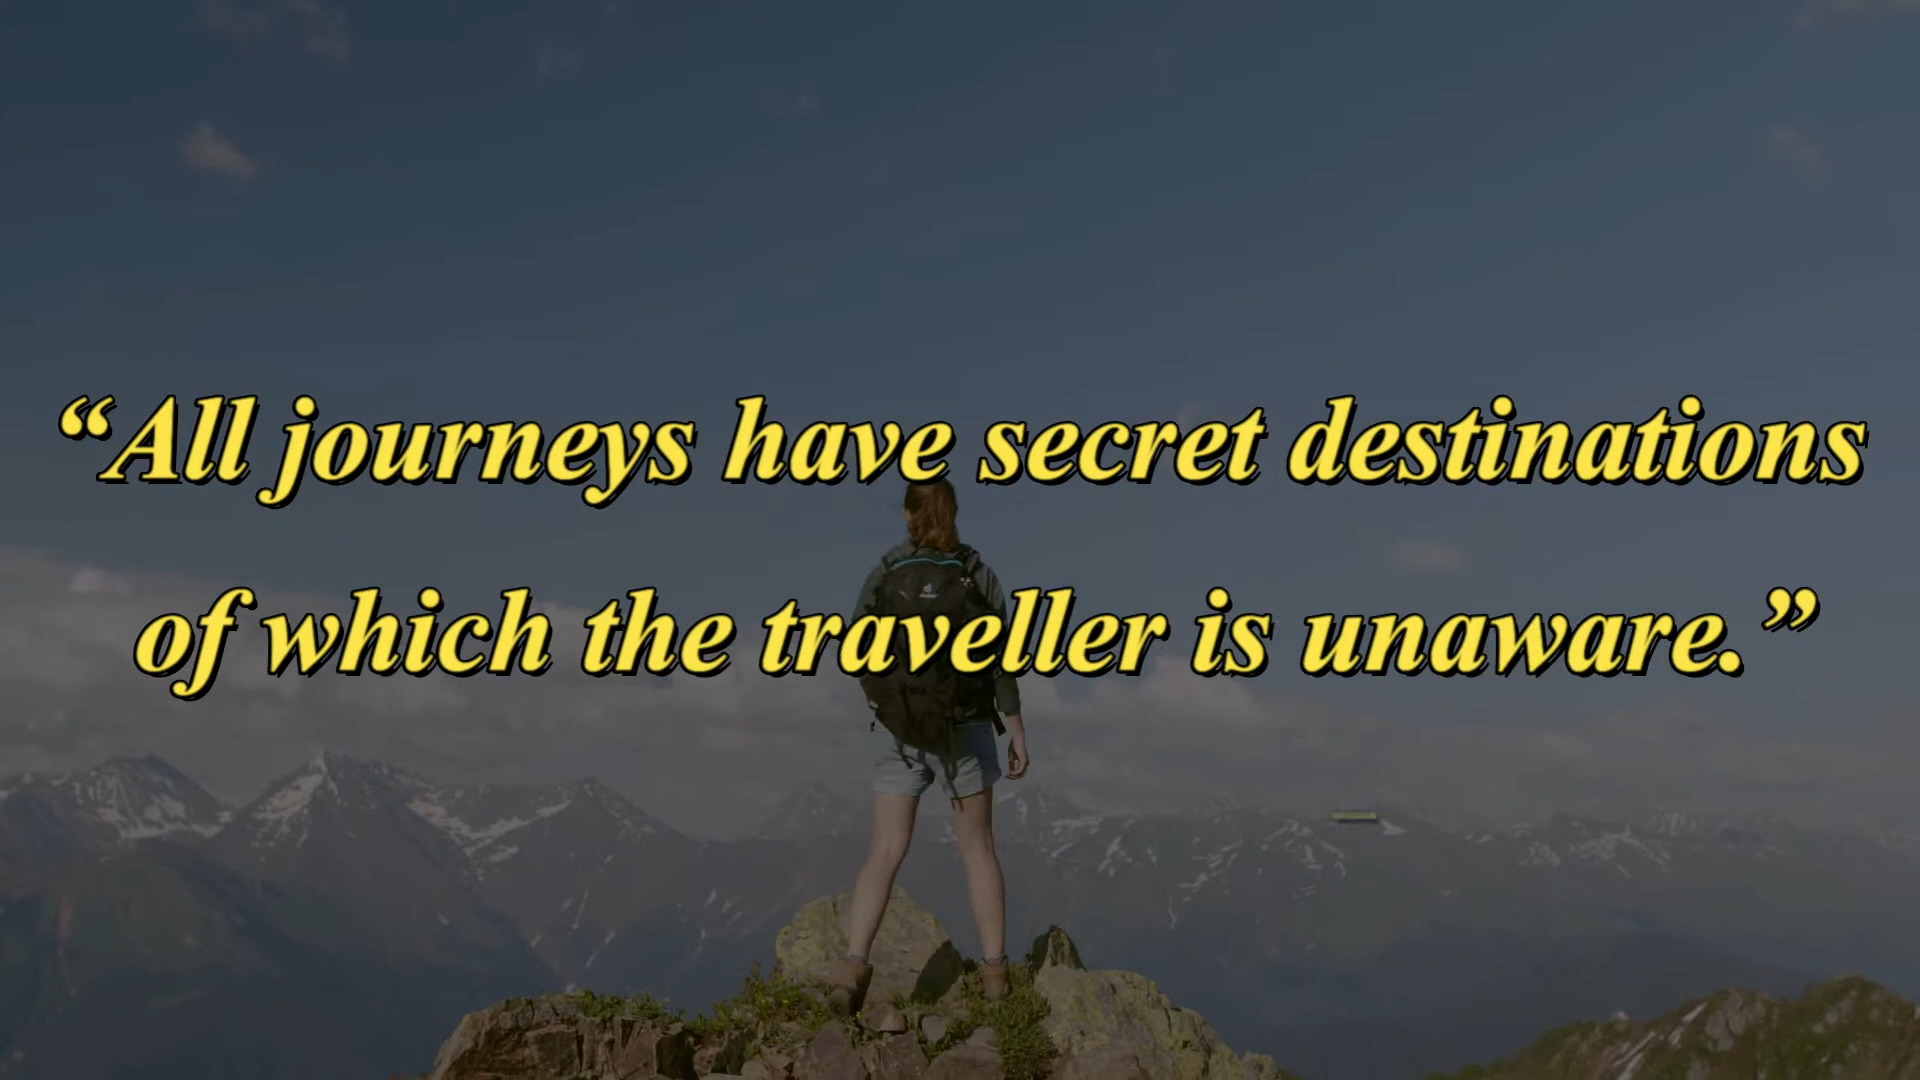 “All journeys have secret destinations
of which the traveller is unaware.”